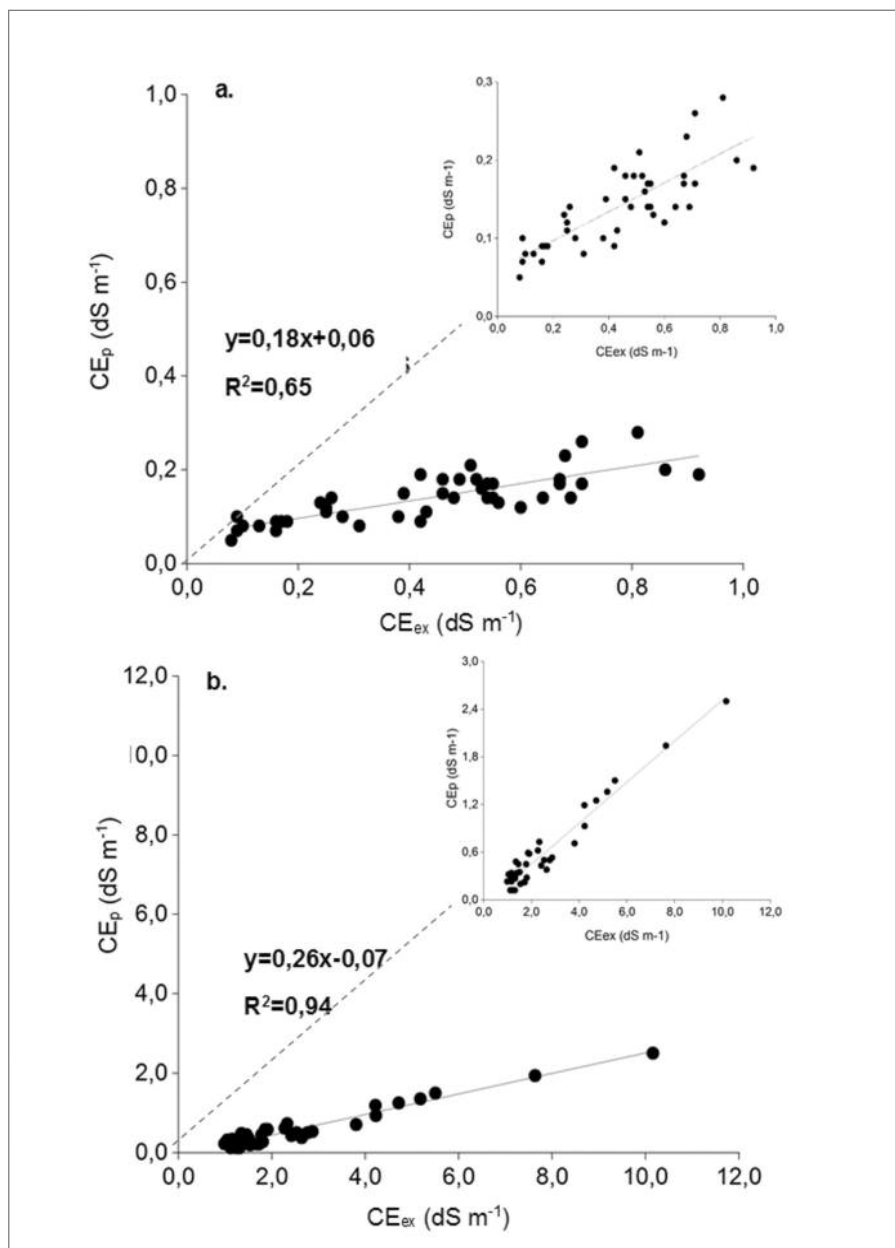 a.
1,0
0,8
0,6
0,4
0,2
0,0
CEp (dS m-1)
y=0,18x+0,06
R2=0,65
0,0 0,2 0,4 0,6 0,8 1,0
CEex (dS m-1)
0,3
0,2
0,1
0,0
CEp (dS m-1)
0,0 0,2 0,4 0,6 0,8 1,0
CEex (dS m-1)
b.
12,0
10,0
8,0
6,0
4,0
2,0
0,0
CEp (dS m-1)
y=0,26x-0,07
R2=0,94
0,0 2,0 4,0 6,0 8,0 10,0 12,0
CEex (dS m-1)
3,0
2,4
1,8
1,2
0,6
0,0
CEp (dS m-1)
0,0 2,0 4,0 6,0 8,0 10,0 12,0
CEex (dS m-1)